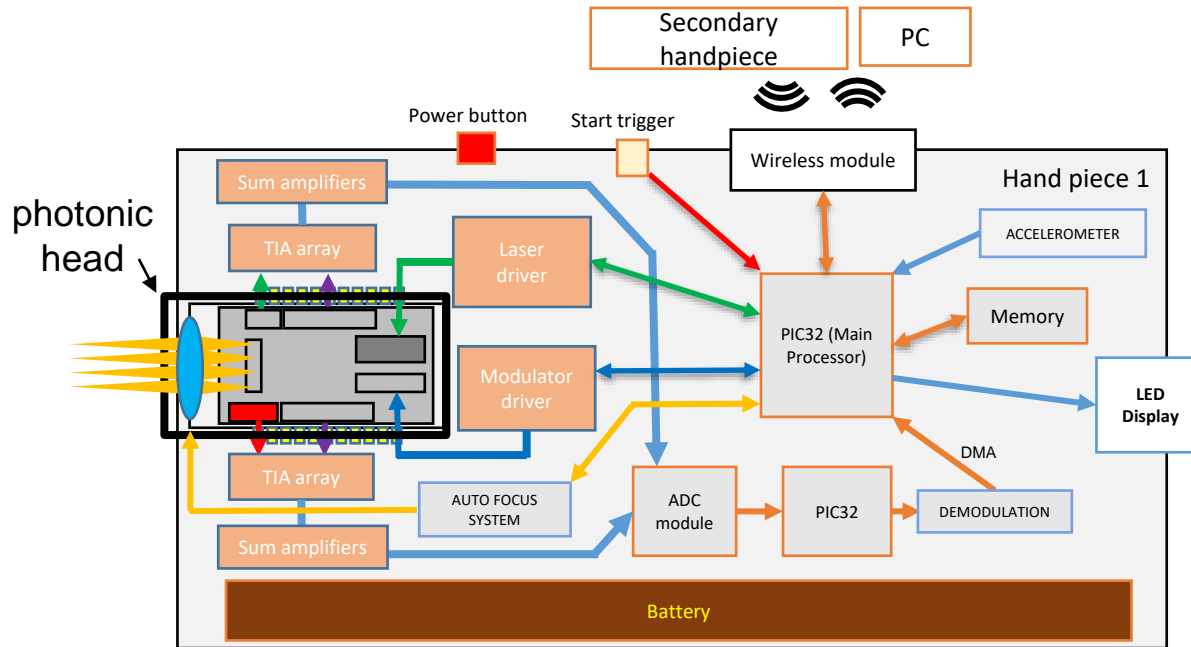 Secondary
handpiece
PC
Power button
Start trigger
Wireless module
Hand piece 1
Sum amplifiers
photonic
head
TIA array
Laser
driver
ACCELEROMETER
PIC32 (Main
Processor)
Memory
Modulator
driver
LED
Display
DMA
TIA array
AUTO FOCUS
SYSTEM
ADC
module
PIC32
DEMODULATION
Sum amplifiers
Battery